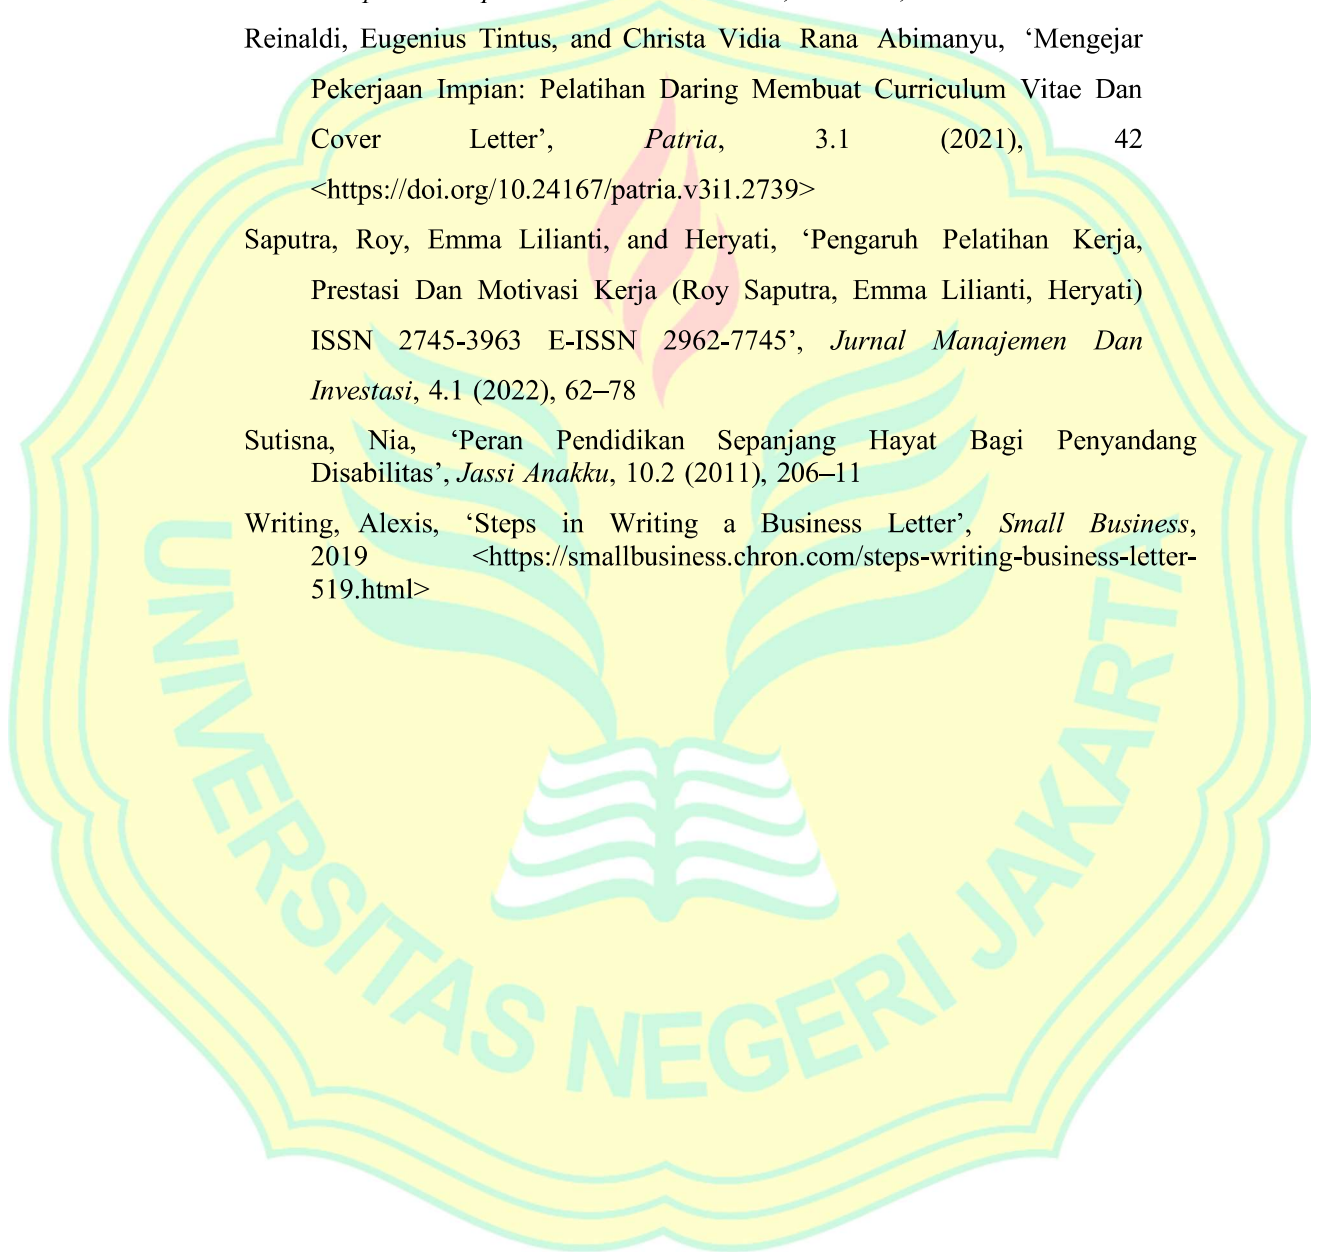 Reinaldi, Eugenius Tintus, and Christa Vidia Rana Abimanyu, ‘Mengejar
Pekerjaan Impian: Pelatihan Daring Membuat Curriculum Vitae Dan
Cover Letter’, Patria, 3.1 (2021), 42
<https://doi.org/10.24167/patria.v3i1.2739>
Saputra, Roy, Emma Lilianti, and Heryati, ‘Pengaruh Pelatihan Kerja,
Prestasi Dan Motivasi Kerja (Roy Saputra, Emma Lilianti, Heryati)
ISSN 2745-3963 E-ISSN 2962-7745’, Jurnal Manajemen Dan
Investasi, 4.1 (2022), 62–78
Sutisna, Nia, ‘Peran Pendidikan Sepanjang Hayat Bagi Penyandang
Disabilitas’, Jassi Anakku, 10.2 (2011), 206–11
Writing, Alexis, ‘Steps in Writing a Business Letter’, Small Business,
2019 <https://smallbusiness.chron.com/steps-writing-business-letter-
519.html>
UNIVERSITAS NEGERI JAKARTA